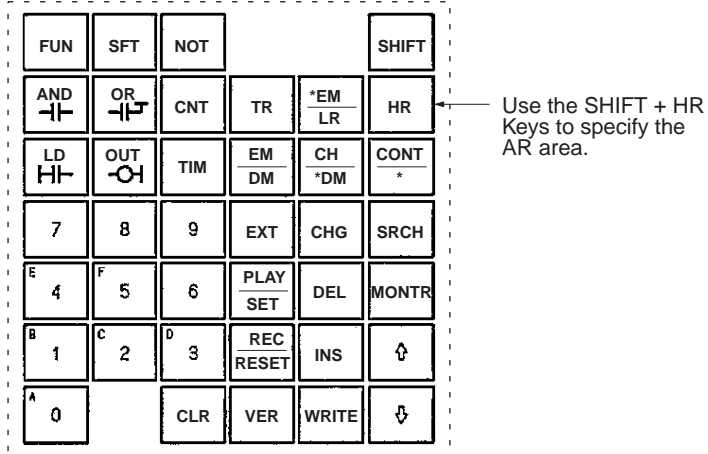 FUN SFT NOT SHIFT
AND OR CNT TR *EM LR HR
LD OUT TIM EM DM CH *DM CONT *
7 8 9 EXT CHG SRCH
E 4 F 5 6 PLAY SET DEL MONTR
B 1 C 2 D 3 REC RESET INS
A 0 CLR VER WRITE
Use the SHIFT + HR
Keys to specify the
AR area.